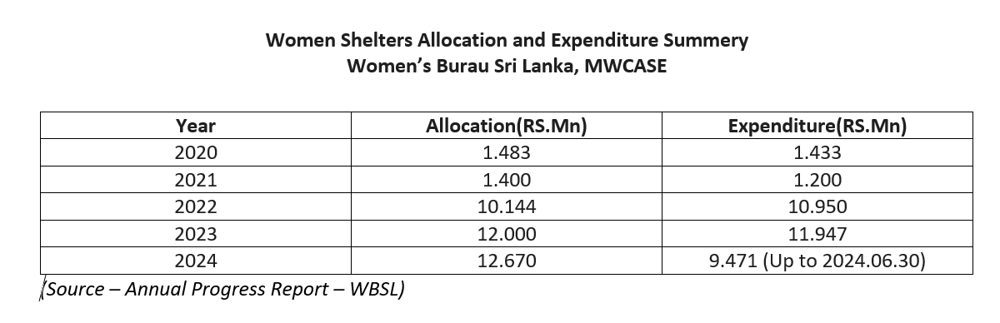 Women Shelters Allocation and Expenditure Summery
Women's Burau Sri Lanka, MWCASE
Year Allocation(RS.Mn) Expenditure(RS.Mn)
2020 1.483 1.433
2021 1.400 1.200
2022 10.144 10.950
2023 12.000 11.947
2024 12.670 9.471 (Up to 2024.06.30)
(Source – Annual Progress Report – WBSL)